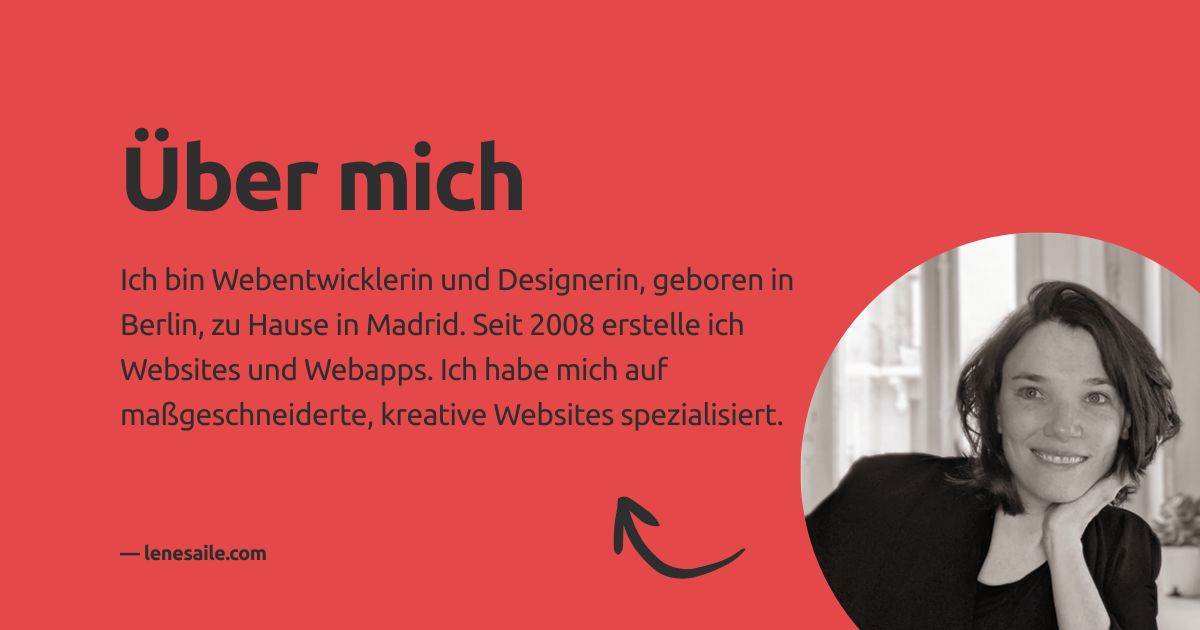 Über mich
Ich bin Webentwicklerin und Designerin, geboren in
Berlin, zu Hause in Madrid. Seit 2008 erstelle ich
Websites und Webapps. Ich habe mich auf
maßgeschneiderte, kreative Websites spezialisiert.
— lenesaile.com